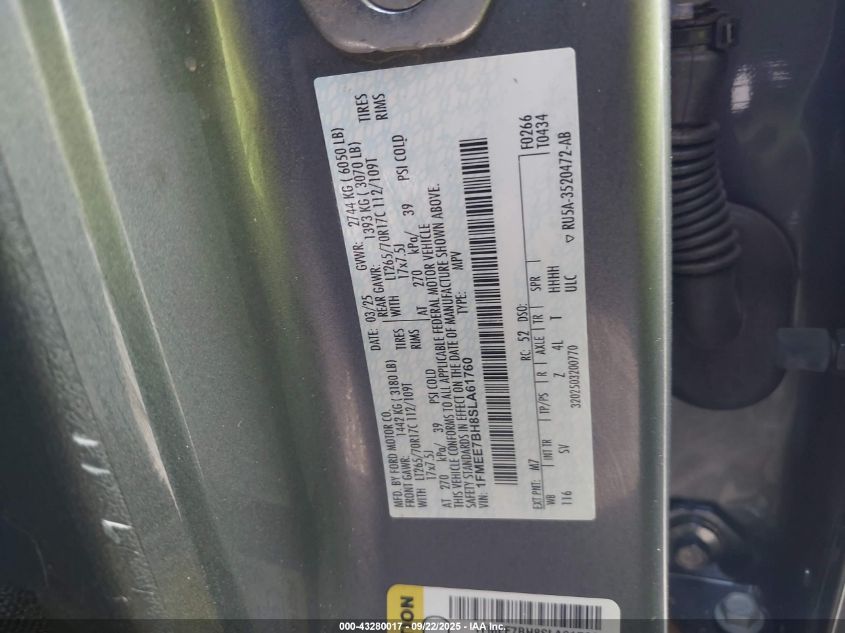 MFD. BY FORD MOTOR CO.
DATE: 03/25 GVWR: 2744 KG ( 6050 LB)
FRONT GAWR: 1442 KG ( 3180 LB) REAR GAWR: 1393 KG ( 3070 LB)
WITH LT265/70R17C 112/109T TIRES WITH LT265/70R17C 112/109T TIRES
17x7.5J RIMS 17x7.5J RIMS
AT 270 kPa/ 39 PSI COLD AT 270 kPa/ 39 PSI COLD
THIS VEHICLE CONFORMS TO ALL APPLICABLE FEDERAL MOTOR VEHICLE
SAFETY STANDARDS IN EFFECT ON THE DATE OF MANUFACTURE SHOWN ABOVE.
VIN: 1FMEE7BH8SLA61760 TYPE: MPV
F0266
T0434
EXT PNT: M7 RC: 52 DSO:
WB INT TR TP/PS R AXLE TR SPR
116 SV Z 4L T HHHH
3202503200770 ULC
▽ RU5A-3520472-AB
000-43280017 - 09/22/2025 - IAAI.COM